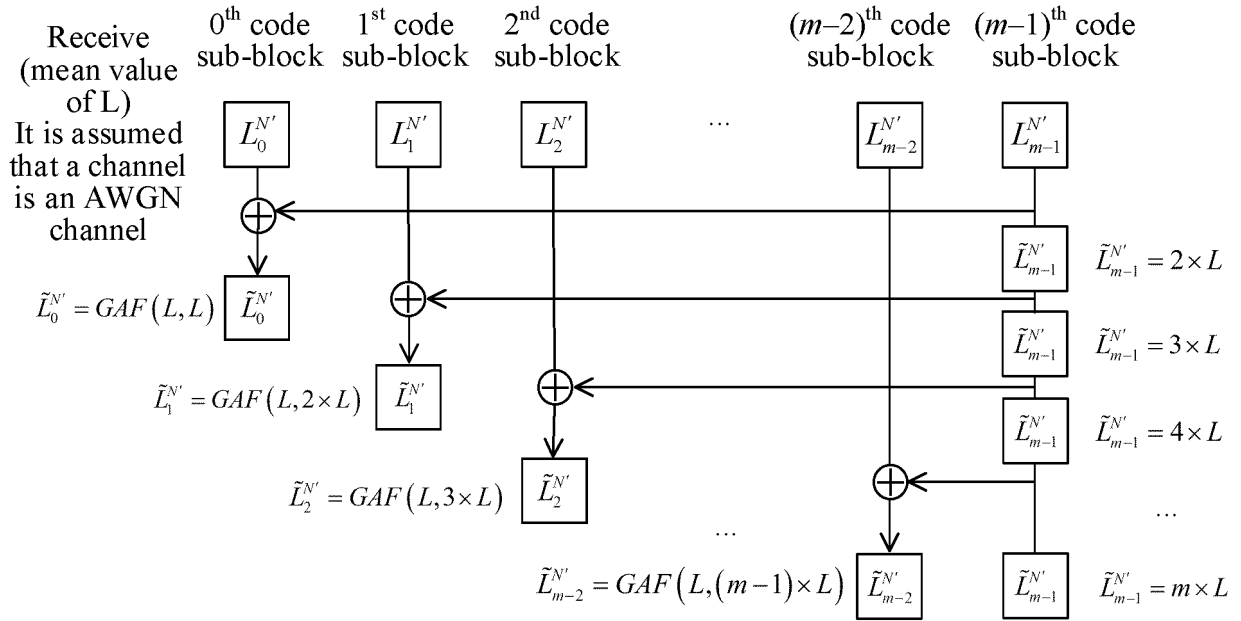 Receive
(mean value
of L)
It is assumed
that a channel
is an AWGN
channel
0th code
sub-block
1st code
sub-block
2nd code
sub-block
(m–2)th code
sub-block
(m–1)th code
sub-block
L_0^{N'}
L_1^{N'}
L_2^{N'}
...
L_{m-2}^{N'}
L_{m-1}^{N'}
L̃_{m-1}^{N'}
L̃_{m-1}^{N'} = 2 × L
L̃_0^{N'} = GAF(L, L)
L̃_0^{N'}
L̃_{m-1}^{N'}
L̃_{m-1}^{N'} = 3 × L
L̃_1^{N'} = GAF(L, 2 × L)
L̃_1^{N'}
L̃_{m-1}^{N'}
L̃_{m-1}^{N'} = 4 × L
L̃_2^{N'} = GAF(L, 3 × L)
L̃_2^{N'}
...
...
L̃_{m-2}^{N'} = GAF(L, (m−1) × L)
L̃_{m-2}^{N'}
L̃_{m-1}^{N'}
L̃_{m-1}^{N'} = m × L